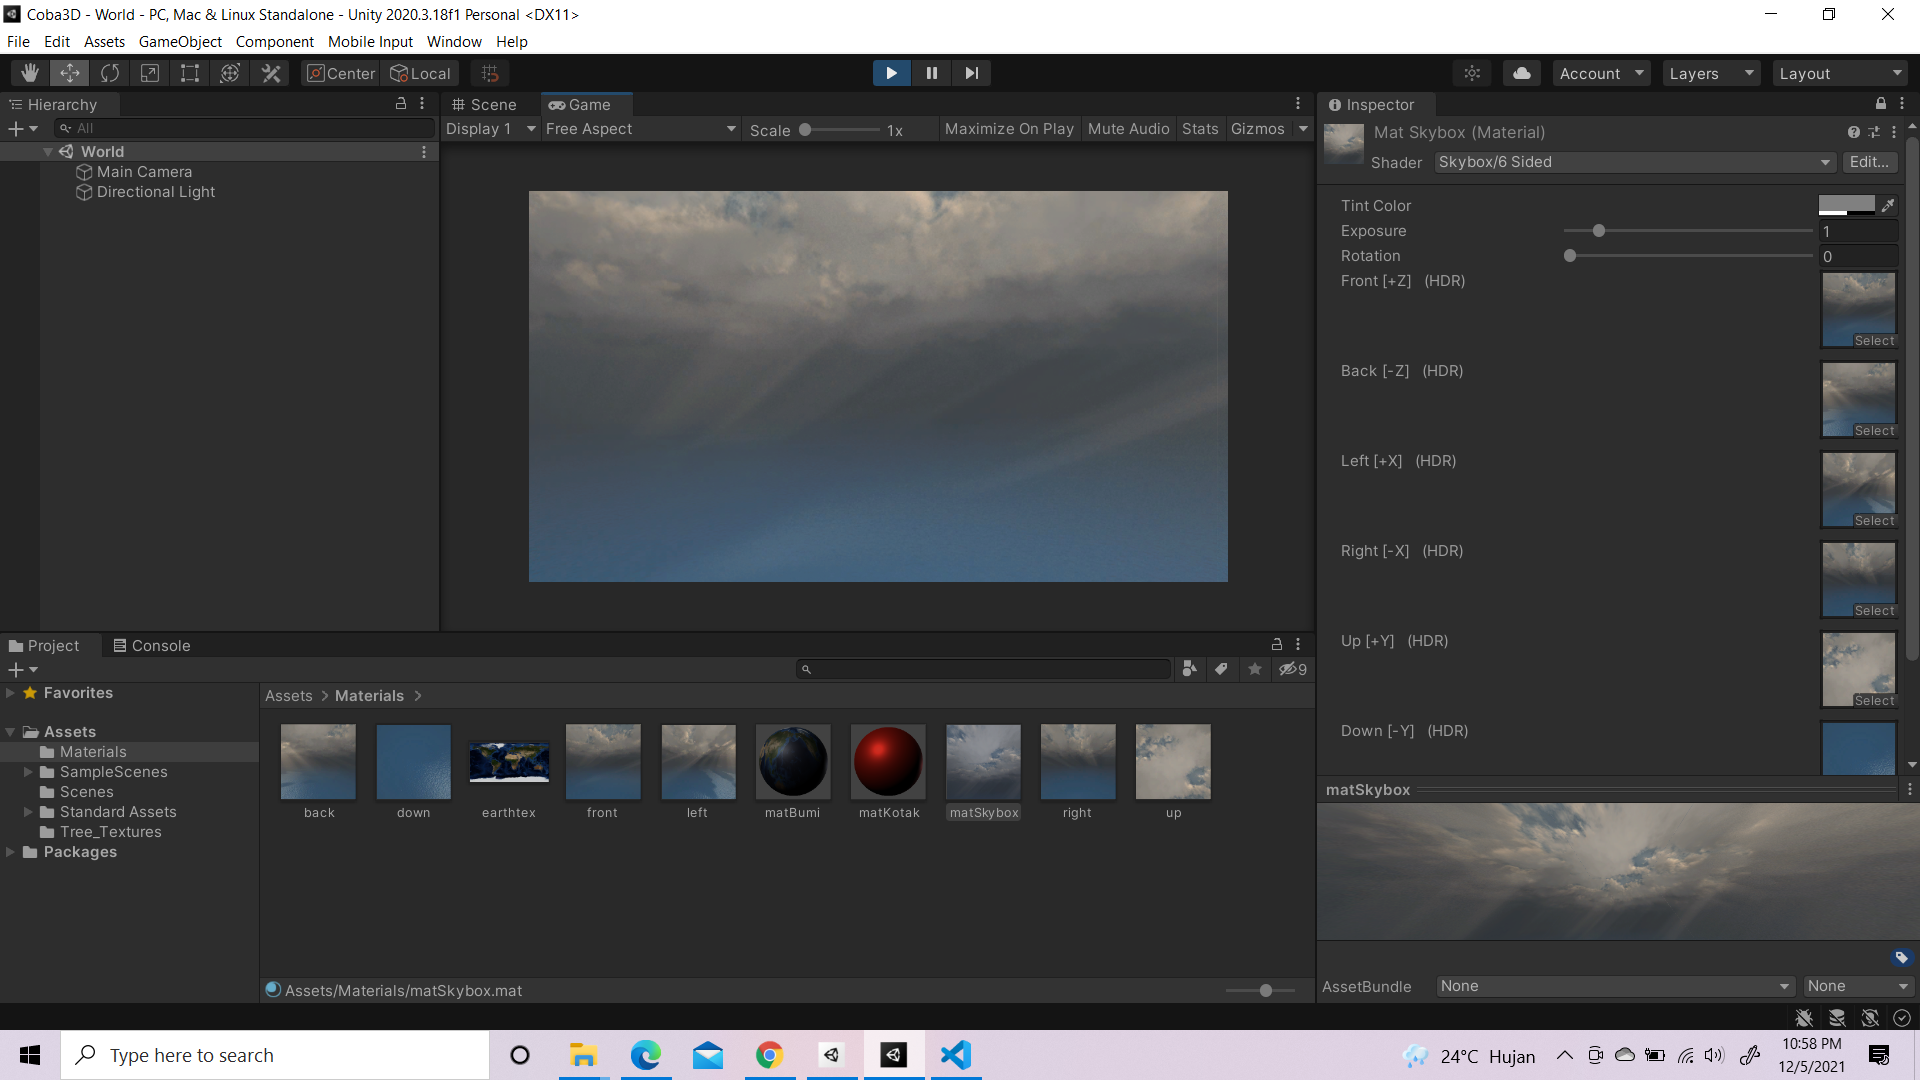 Coba3D - World - PC, Mac & Linux Standalone - Unity 2020.3.18f1 Personal <DX11>
File Edit Assets GameObject Component Mobile Input Window Help
Center Local Account Layers Layout
Hierarchy
All
World
Main Camera
Directional Light
Scene Game
Display 1 Free Aspect Scale 1x Maximize On Play Mute Audio Stats Gizmos
Inspector
Mat Skybox (Material)
Shader Skybox/6 Sided Edit...
Tint Color
Exposure 1
Rotation 0
Front [+Z] (HDR)
Select
Back [-Z] (HDR)
Select
Left [+X] (HDR)
Select
Right [-X] (HDR)
Select
Up [+Y] (HDR)
Select
Down [-Y] (HDR)
matSkybox
AssetBundle None None
Project Console
9
Favorites
Assets
Materials
SampleScenes
Scenes
Standard Assets
Tree_Textures
Packages
Assets > Materials >
back down earthtex front left matBumi matKotak matSkybox right up
Assets/Materials/matSkybox.mat
Type here to search
24°C Hujan
10:58 PM
12/5/2021